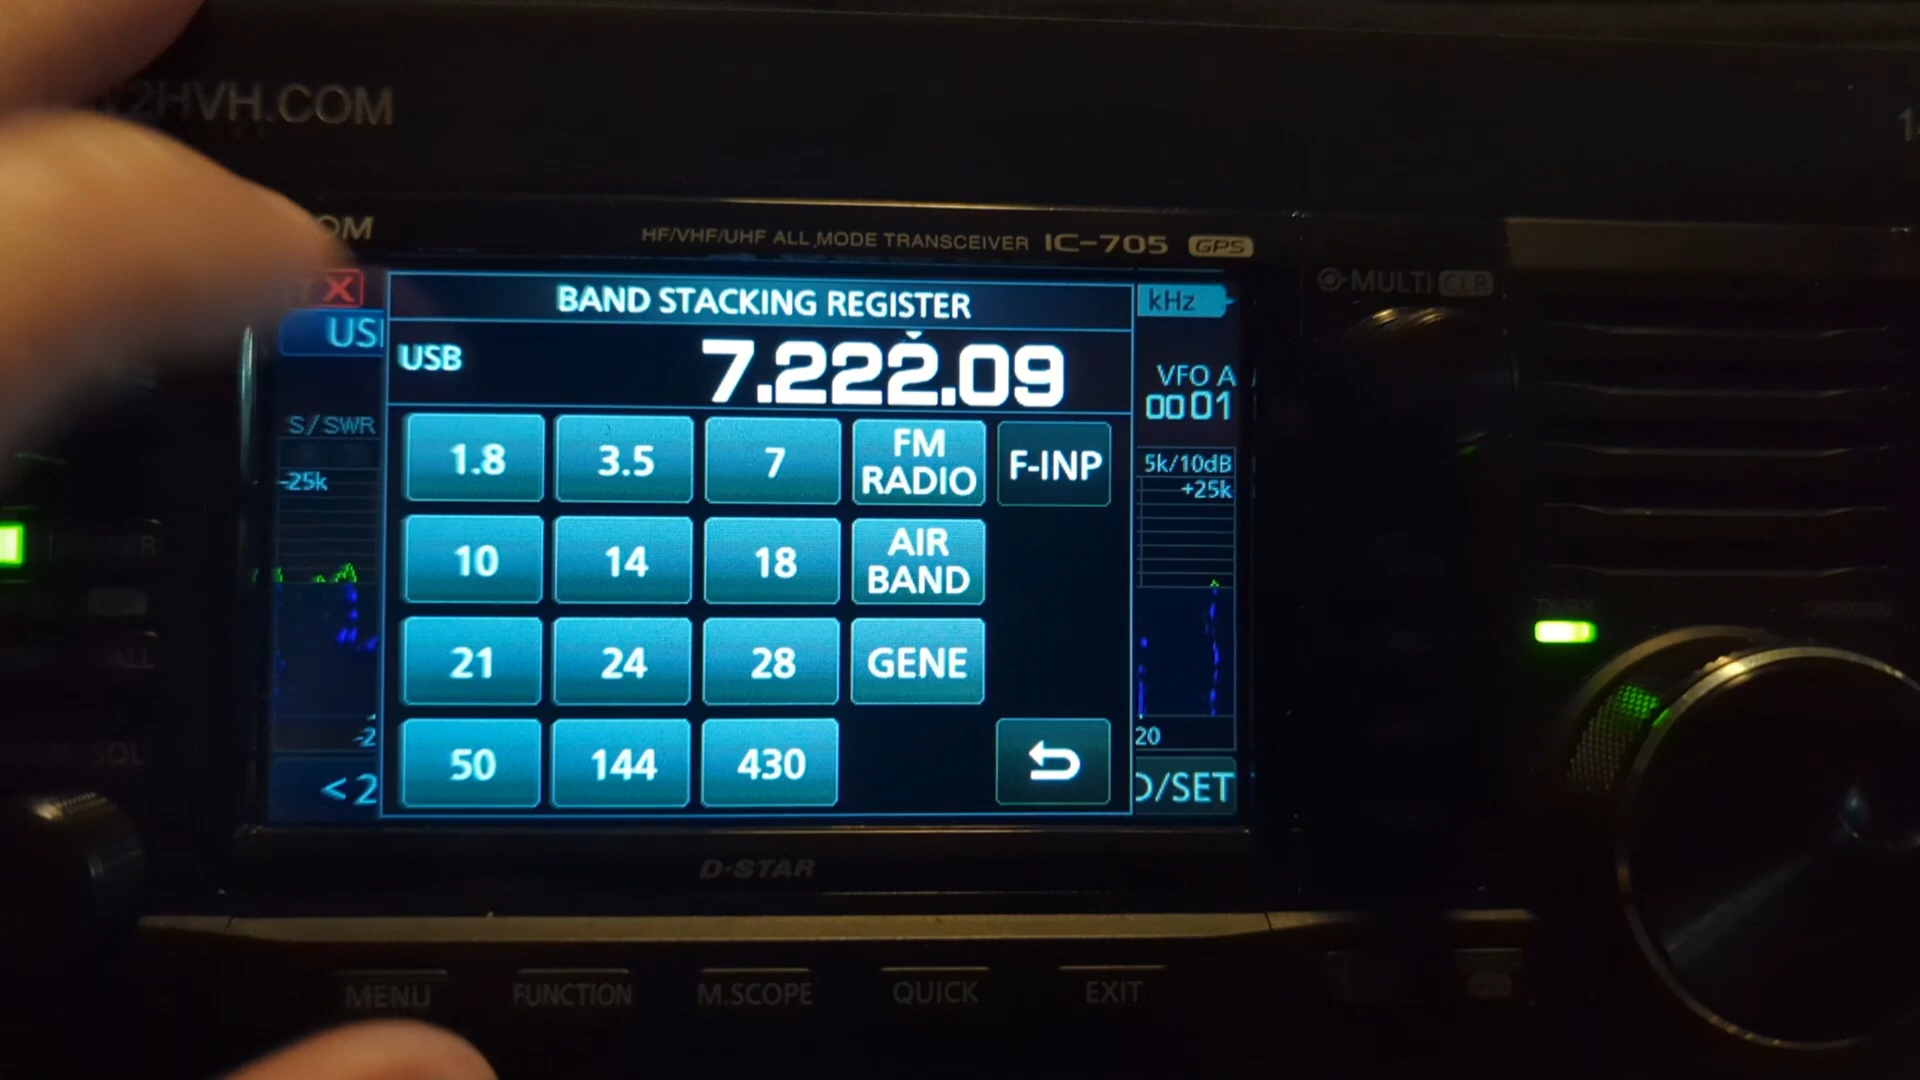 2HVH.COM
OM
HF/VHF/UHF ALL MODE TRANSCEIVER IC-705 GPS
MULTI CLR
X
BAND STACKING REGISTER
kHz
USB
USB
7.222.09
VFO A
0001
S/SWR
-25k
5k/10dB
+25k
1.8
3.5
7
FM
RADIO
F-INP
10
14
18
AIR
BAND
21
24
28
GENE
50
144
430
-2
20
<2
D/SET
SQL
D-STAR
MENU
FUNCTION
M.SCOPE
QUICK
EXIT